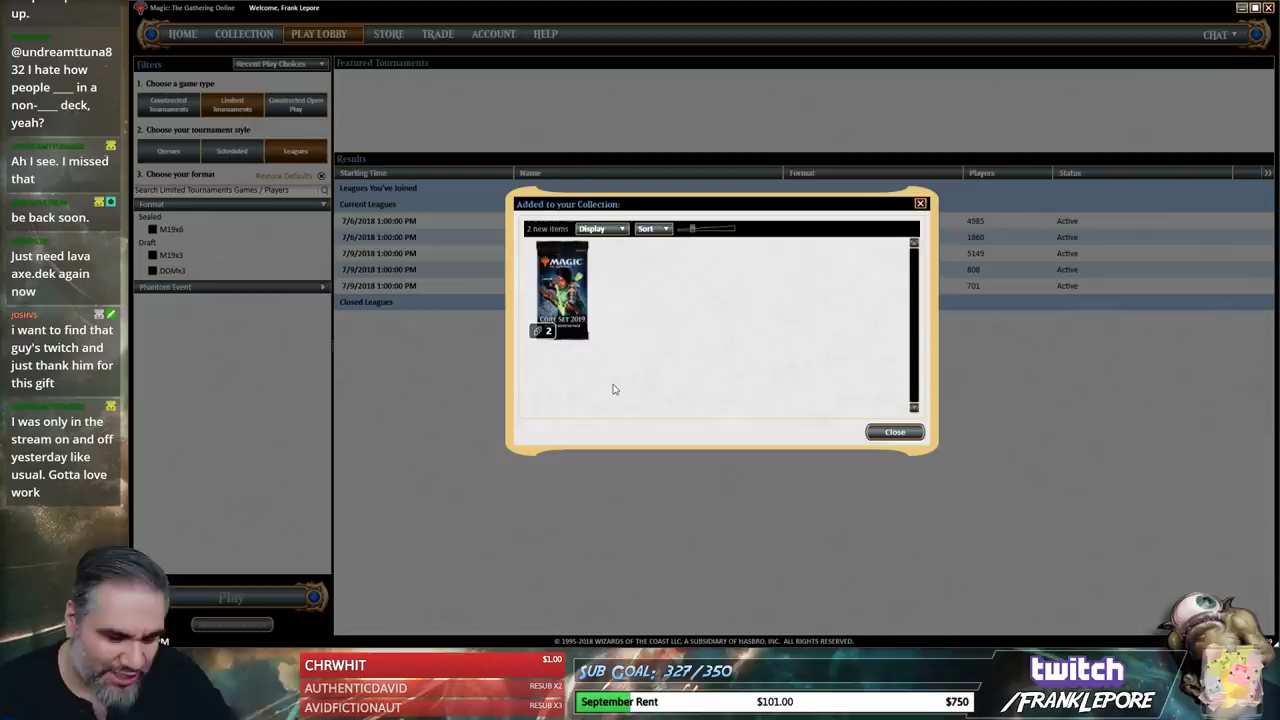 up.
@undreamttuna8
32 I hate how
people ____ in a
non-____ deck,
yeah?
Ah I see. I missed
that
be back soon.
Just need lava
axe.dek again
now
JOSHVS
i want to find that
guy's twitch and
just thank him for
this gift
I was only in the
stream on and off
yesterday like
usual. Gotta love
work
Magic: The Gathering Online
Welcome, Frank Lepore
HOME
COLLECTION
PLAY LOBBY
STORE
TRADE
ACCOUNT
HELP
CHAT
Filters
Recent Play Choices
1. Choose a game type
Constructed Tournaments
Limited Tournaments
Constructed Open Play
2. Choose your tournament style
Queues
Scheduled
Leagues
3. Choose your format
Restore Defaults
Search Limited Tournaments Games / Players
Format
Sealed
M19x6
Draft
M19x3
DOMx3
Phantom Event
Play
Featured Tournaments
Results
Starting Time
Name
Format
Players
Status
Leagues You've Joined
Current Leagues
7/6/2018 1:00:00 PM
4985
Active
7/6/2018 1:00:00 PM
1860
Active
7/9/2018 1:00:00 PM
5149
Active
7/9/2018 1:00:00 PM
808
Active
7/9/2018 1:00:00 PM
701
Active
Closed Leagues
Added to your Collection:
2 new items
Display
Sort
MAGIC
CORE SET 2019
2
Close
© 1995-2018 WIZARDS OF THE COAST LLC, A SUBSIDIARY OF HASBRO, INC. ALL RIGHTS RESERVED.
CHRWHIT
$1.00
AUTHENTICDAVID
RESUB X2
AVIDFICTIONAUT
RESUB X3
SUB GOAL: 327/350
September Rent
$101.00
$750
twitch
/FRANKLEPORE